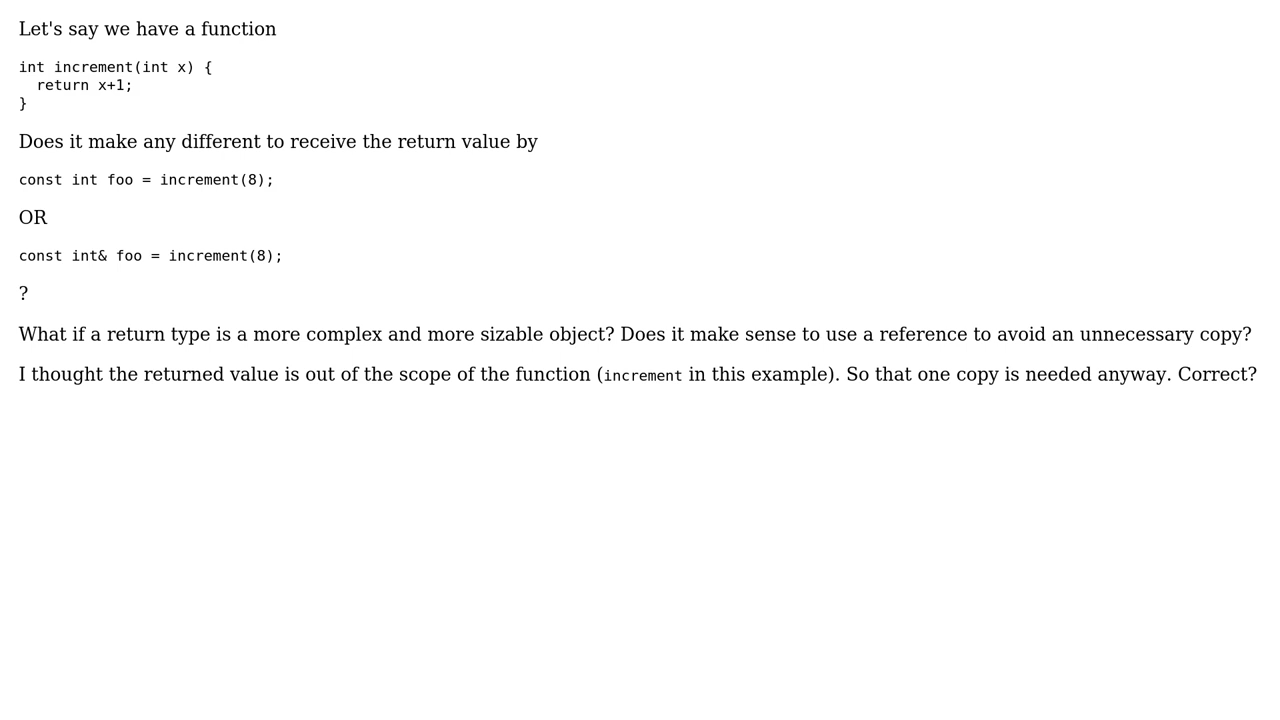 Let's say we have a function
int increment(int x) {
  return x+1;
}
Does it make any different to receive the return value by
const int foo = increment(8);
OR
const int& foo = increment(8);
?
What if a return type is a more complex and more sizable object? Does it make sense to use a reference to avoid an unnecessary copy?
I thought the returned value is out of the scope of the function (increment in this example). So that one copy is needed anyway. Correct?